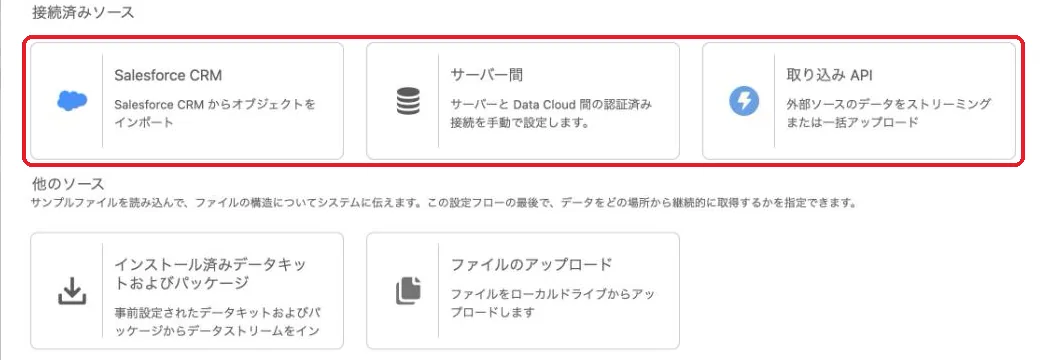 接続済みソース
Salesforce CRM
Salesforce CRM からオブジェクトを
インポート
サーバー間
サーバーと Data Cloud 間の認証済み
接続を手動で設定します。
取り込み API
外部ソースのデータをストリーミング
または一括アップロード
他のソース
サンプルファイルを読み込んで、ファイルの構造についてシステムに伝えます。この設定フローの最後で、データをどの場所から継続的に取得するかを指定できます。
インストール済みデータキッ
トおよびパッケージ
事前設定されたデータキットおよびパ
ッケージからデータストリームをイン
ファイルのアップロード
ファイルをローカルドライブからアッ
プロードします